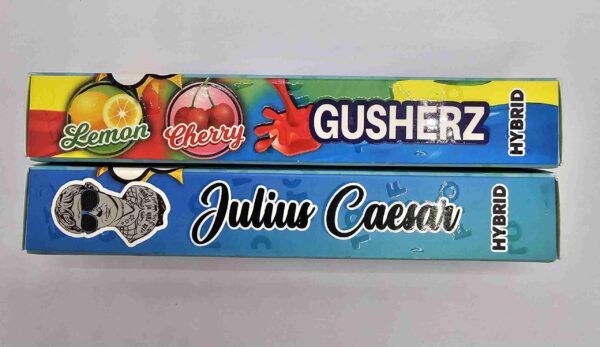 Lemon
Cherry
GUSHERZ
HYBRID
Julius Caesar
HYBRID